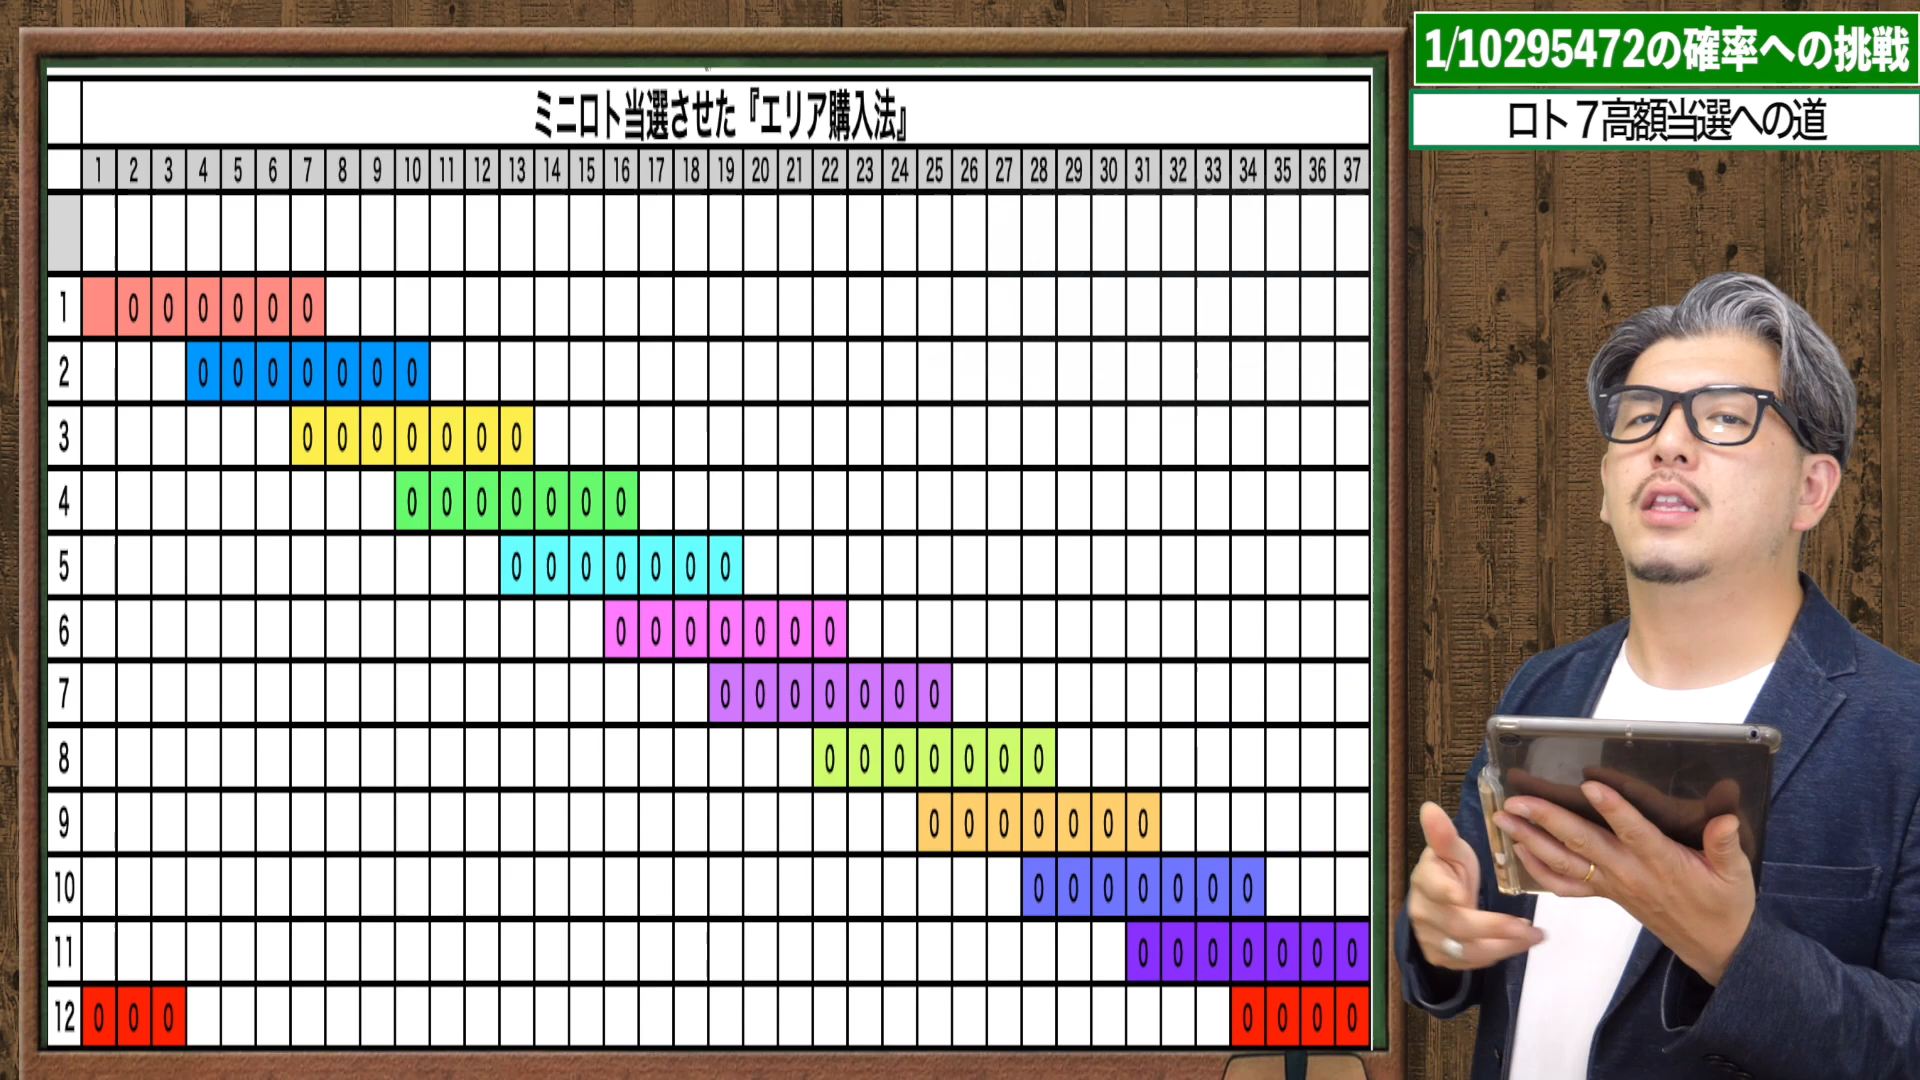 1/10295472の確率への挑戦
ロト7高額当選への道
ミニロト当選させた『エリア購入法』
1 2 3 4 5 6 7 8 9 10 11 12 13 14 15 16 17 18 19 20 21 22 23 24 25 26 27 28 29 30 31 32 33 34 35 36 37
1 0 0 0 0 0 0
2 0 0 0 0 0 0 0
3 0 0 0 0 0 0 0
4 0 0 0 0 0 0 0
5 0 0 0 0 0 0 0
6 0 0 0 0 0 0 0
7 0 0 0 0 0 0 0
8 0 0 0 0 0 0 0
9 0 0 0 0 0 0 0
10 0 0 0 0 0 0 0
11 0 0 0 0 0 0 0
12 0 0 0 0 0 0 0